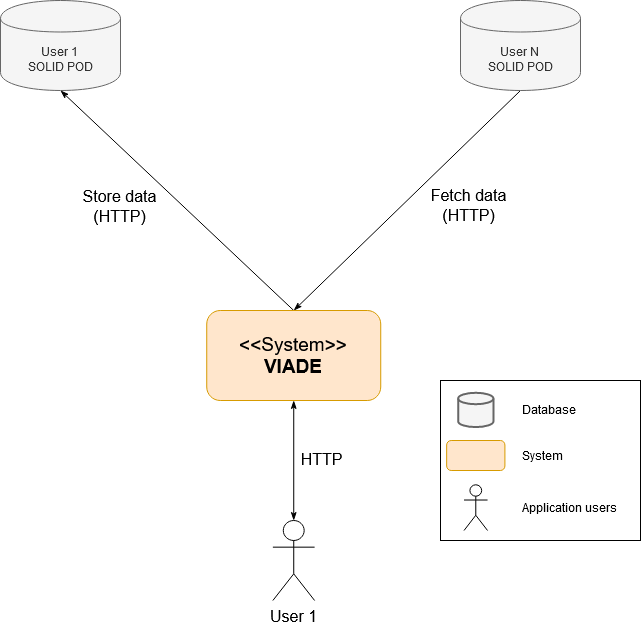 User 1
SOLID POD
User N
SOLID POD
Store data
(HTTP)
Fetch data
(HTTP)
<<System>>
VIADE
HTTP
User 1
Database
System
Application users